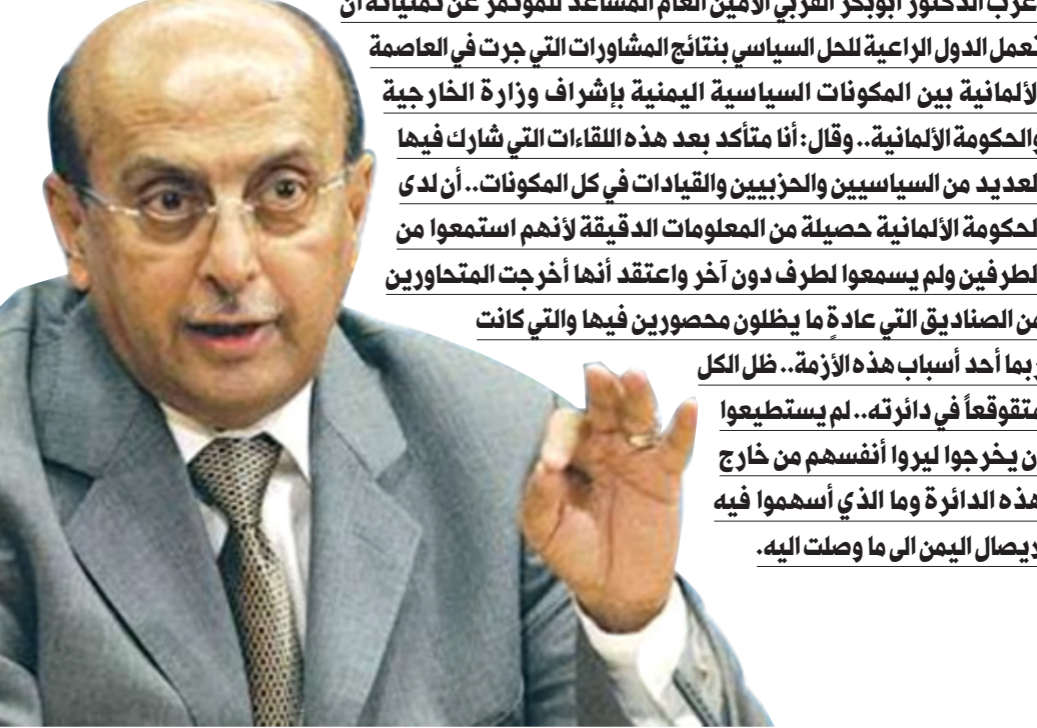 عرب الدكتور أبوبكر القربي الأمين العام المساعد للمؤتمر عن تمنياته أن
تعمل الدول الراعية للحل السياسي بنتائج المشاورات التي جرت في العاصمة
لألمانية بين المكونات السياسية اليمنية بإشراف وزارة الخارجية
والحكومة الألمانية.. وقال: أنا متأكد بعد هذه اللقاءات التي شارك فيها
لعديد من السياسيين والحزبيين والقيادات في كل المكونات.. أن لدى
لحكومة الألمانية حصيلة من المعلومات الدقيقة لأنهم استمعوا من
لطرفين ولم يسمعوا لطرف دون آخر واعتقد أنها أخرجت المتحاورين
من الصناديق التي عادةٍ ما يظلون محصورين فيها والتي كانت
ربما أحد أسباب هذه الأزمة.. ظل الكل
متقوقعاً في دائرته.. لم يستطيعوا
ن يخرجوا ليروا أنفسهم من خارج
هذه الدائرة وما الذي أسهموا فيه
لايصال اليمن الى ما وصلت اليه.